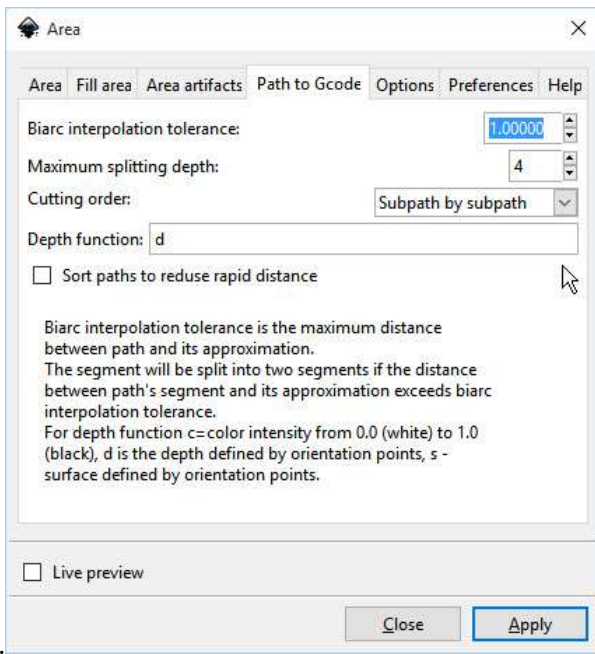 Area
Area Fill area Area artifacts Path to Gcode Options Preferences Help
Biarc interpolation tolerance: 1.00000
Maximum splitting depth: 4
Cutting order: Subpath by subpath
Depth function: d
Sort paths to reduse rapid distance
Biarc interpolation tolerance is the maximum distance
between path and its approximation.
The segment will be split into two segments if the distance
between path's segment and its approximation exceeds biarc
interpolation tolerance.
For depth function c=color intensity from 0.0 (white) to 1.0
(black), d is the depth defined by orientation points, s -
surface defined by orientation points.
Live preview
Close Apply
.